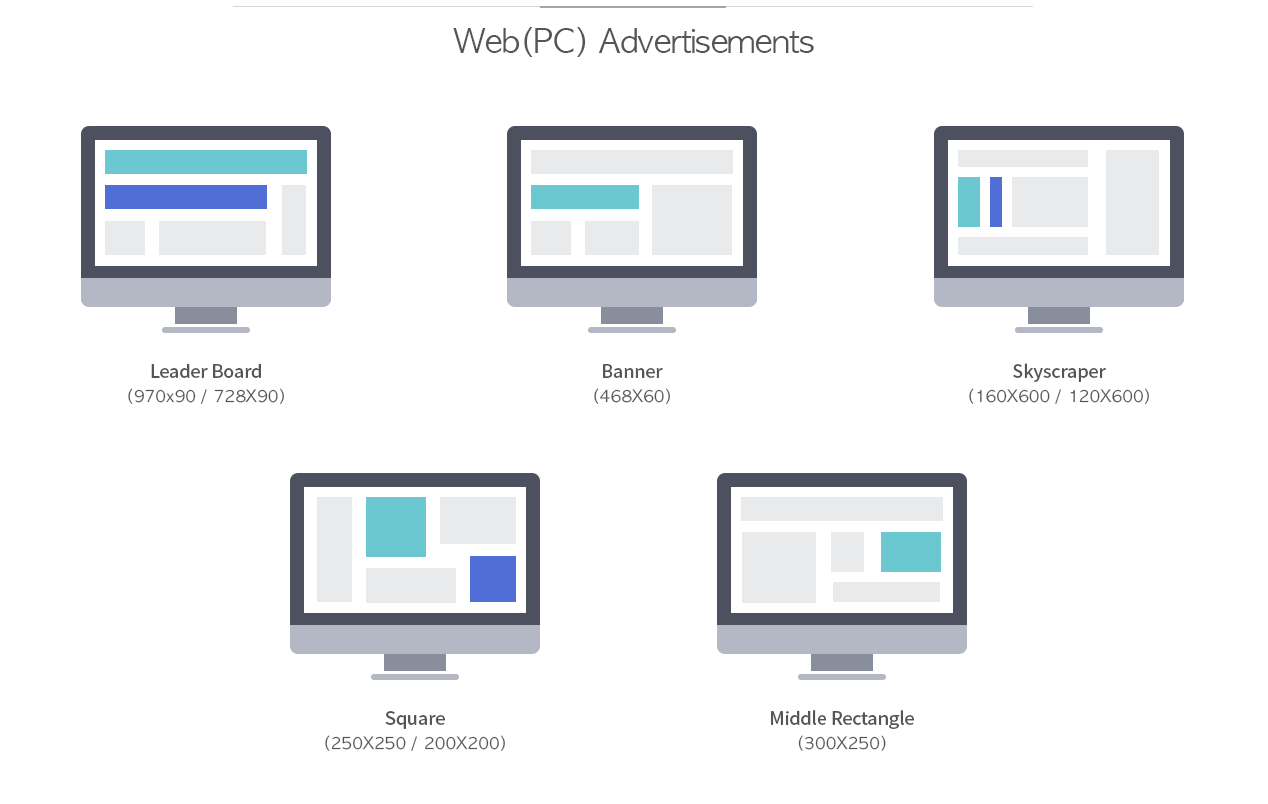 Web(PC) Advertisements
Leader Board
(970x90 / 728X90)
Banner
(468X60)
Skyscraper
(160X600 / 120X600)
Square
(250X250 / 200X200)
Middle Rectangle
(300X250)